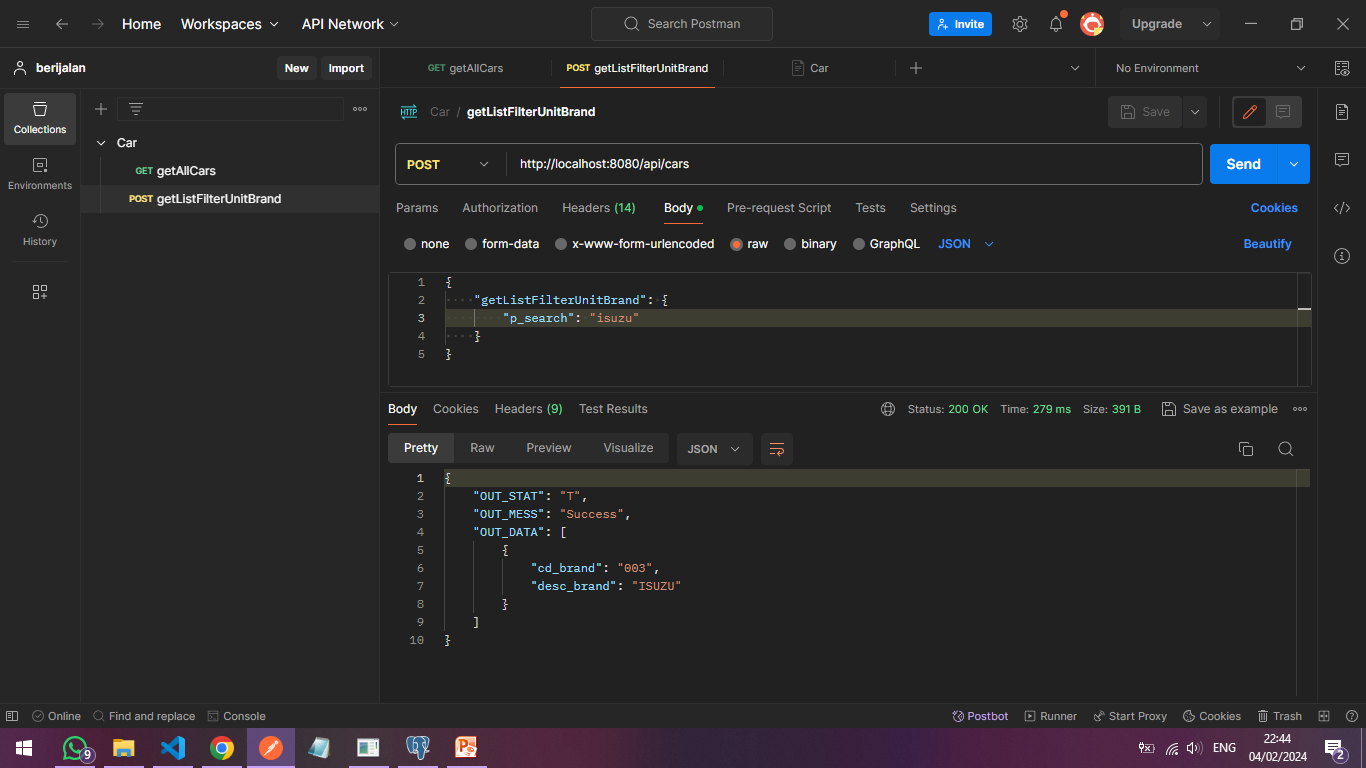 Home
Workspaces
API Network
Search Postman
Invite
Upgrade
berijalan
New
Import
GET getAllCars
POST getListFilterUnitBrand
Car
No Environment
Collections
Environments
History
Car
GET getAllCars
POST getListFilterUnitBrand
HTTP
Car / getListFilterUnitBrand
Save
POST
http://localhost:8080/api/cars
Send
Params
Authorization
Headers (14)
Body
Pre-request Script
Tests
Settings
Cookies
none
form-data
x-www-form-urlencoded
raw
binary
GraphQL
JSON
Beautify
1 {
2 "getListFilterUnitBrand": {
3 "p_search": "isuzu"
4 }
5 }
Body
Cookies
Headers (9)
Test Results
Status: 200 OK
Time: 279 ms
Size: 391 B
Save as example
Pretty
Raw
Preview
Visualize
JSON
1 {
2 "OUT_STAT": "T",
3 "OUT_MESS": "Success",
4 "OUT_DATA": [
5 {
6 "cd_brand": "003",
7 "desc_brand": "ISUZU"
8 }
9 ]
10 }
Online
Find and replace
Console
Postbot
Runner
Start Proxy
Cookies
Trash
9
ENG
22:44
04/02/2024
2